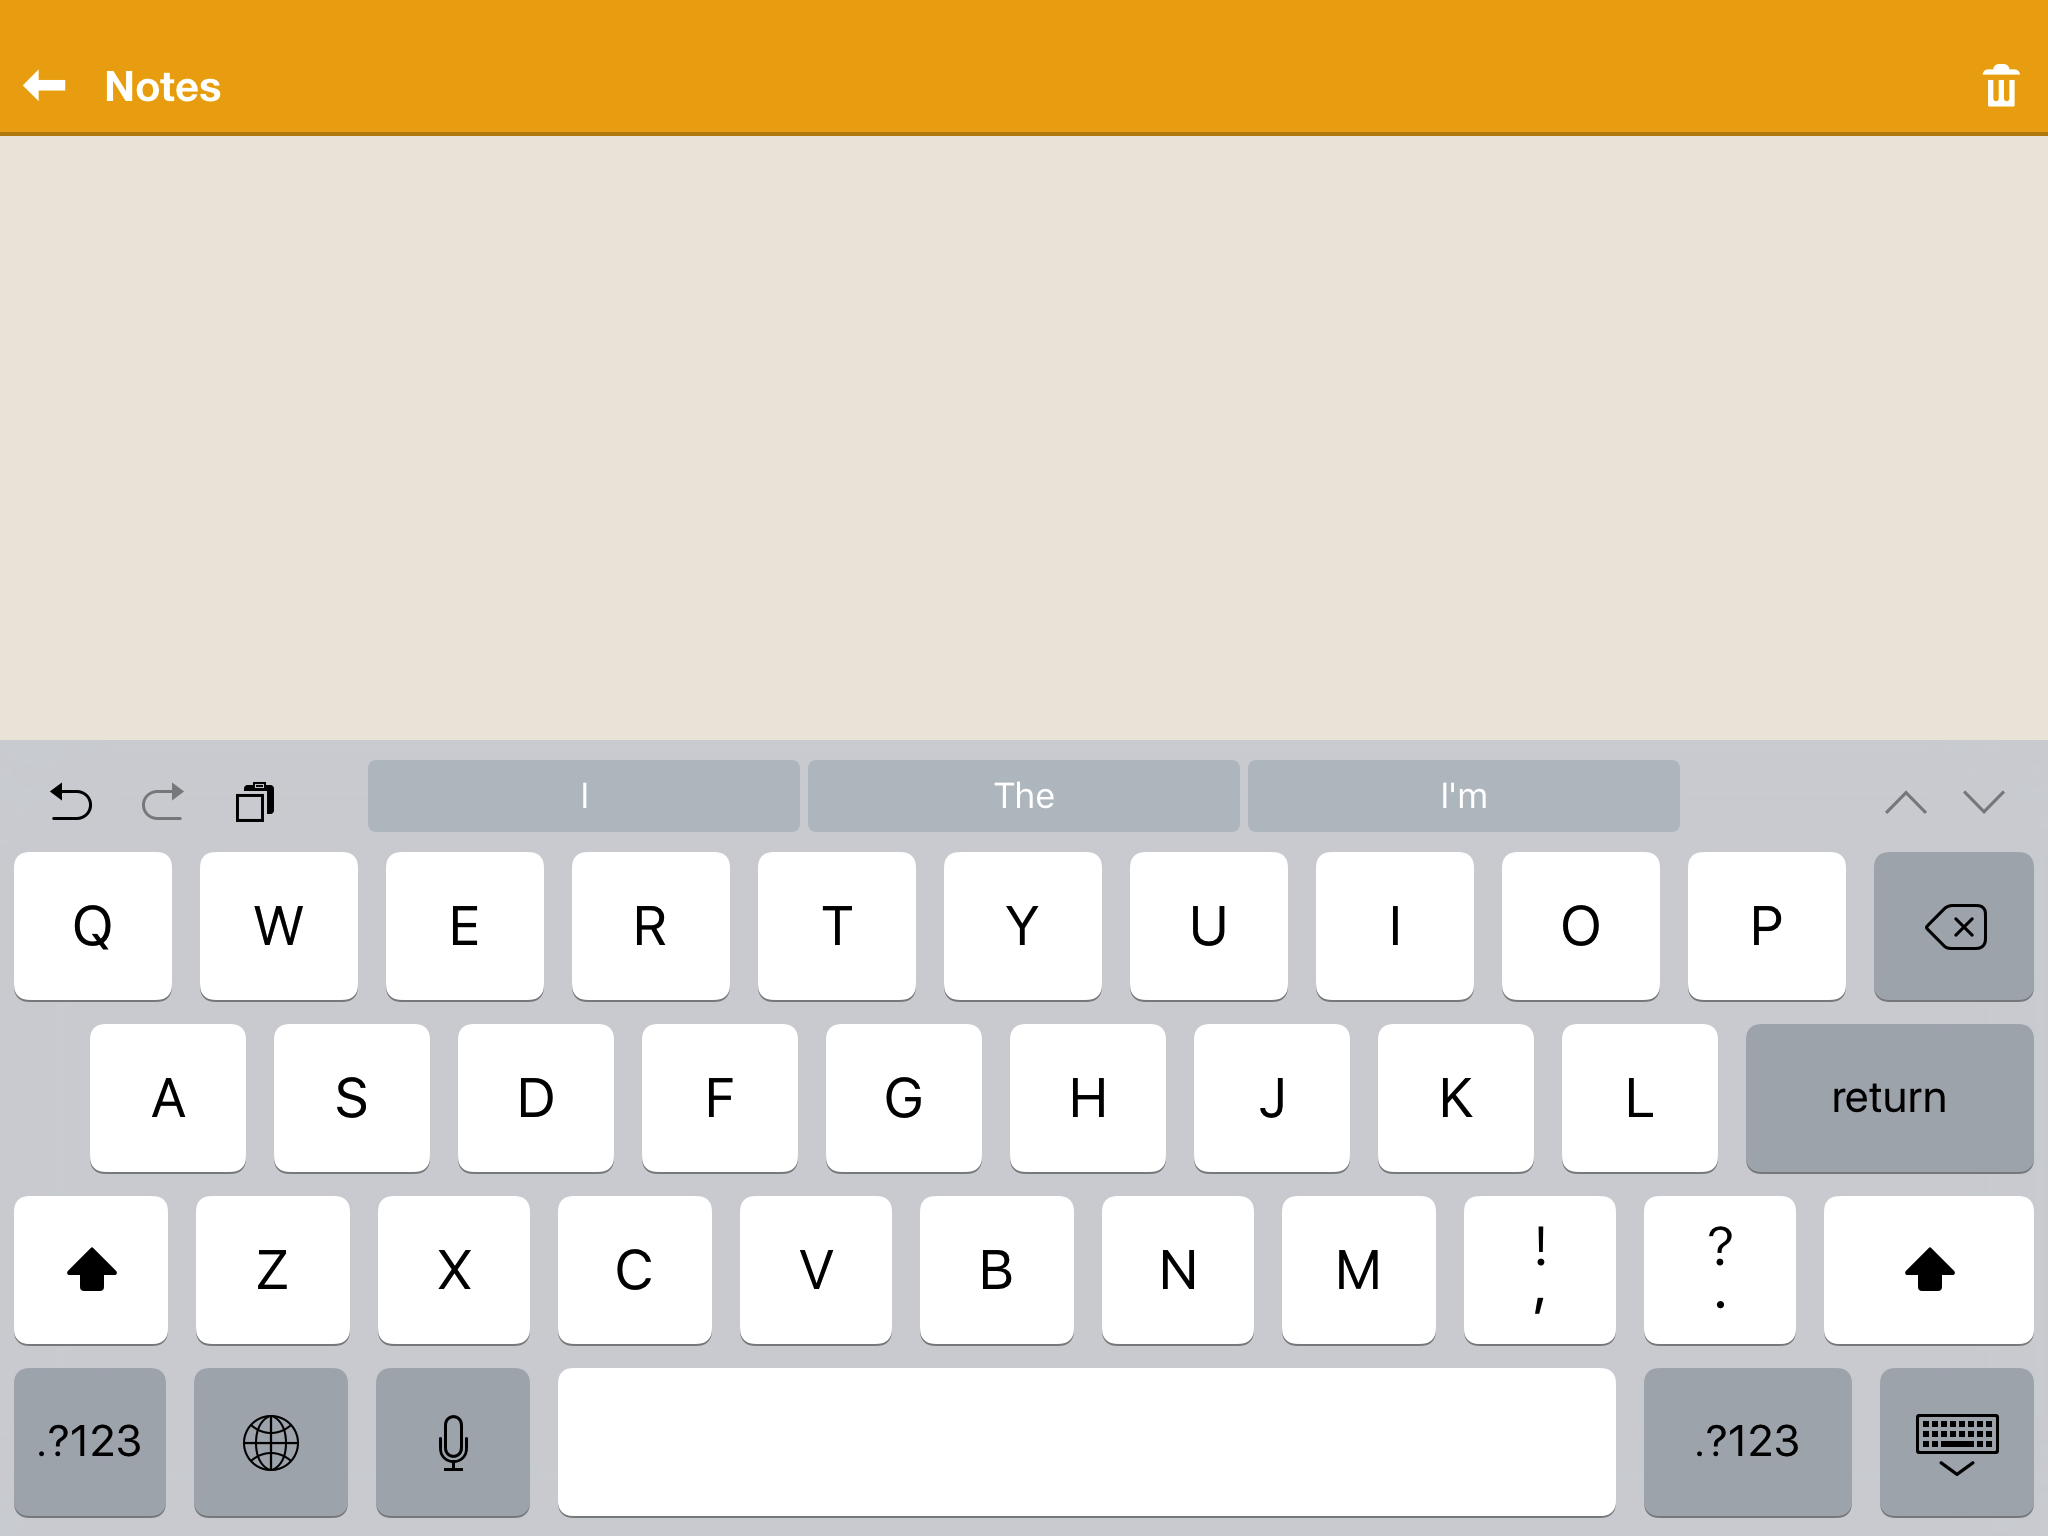 Notes
I The I'm
Q W E R T Y U I O P
A S D F G H J K L return
Z X C V B N M ! , ? .
.?123 .?123